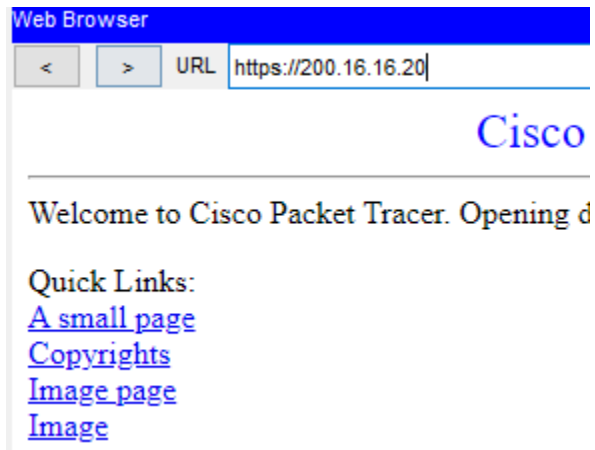 Web Browser
< > URL https://200.16.16.20
Cisco
Welcome to Cisco Packet Tracer. Opening
Quick Links:
A small page
Copyrights
Image page
Image